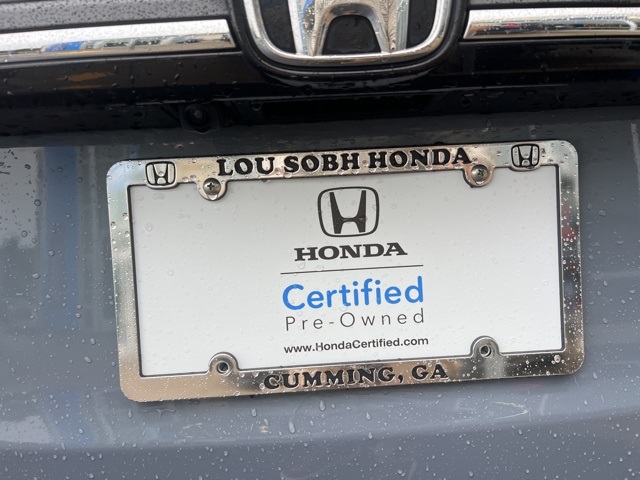 LOU SOBH HONDA
HONDA
Certified
Pre-Owned
www.HondaCertified.com
CUMMING, GA